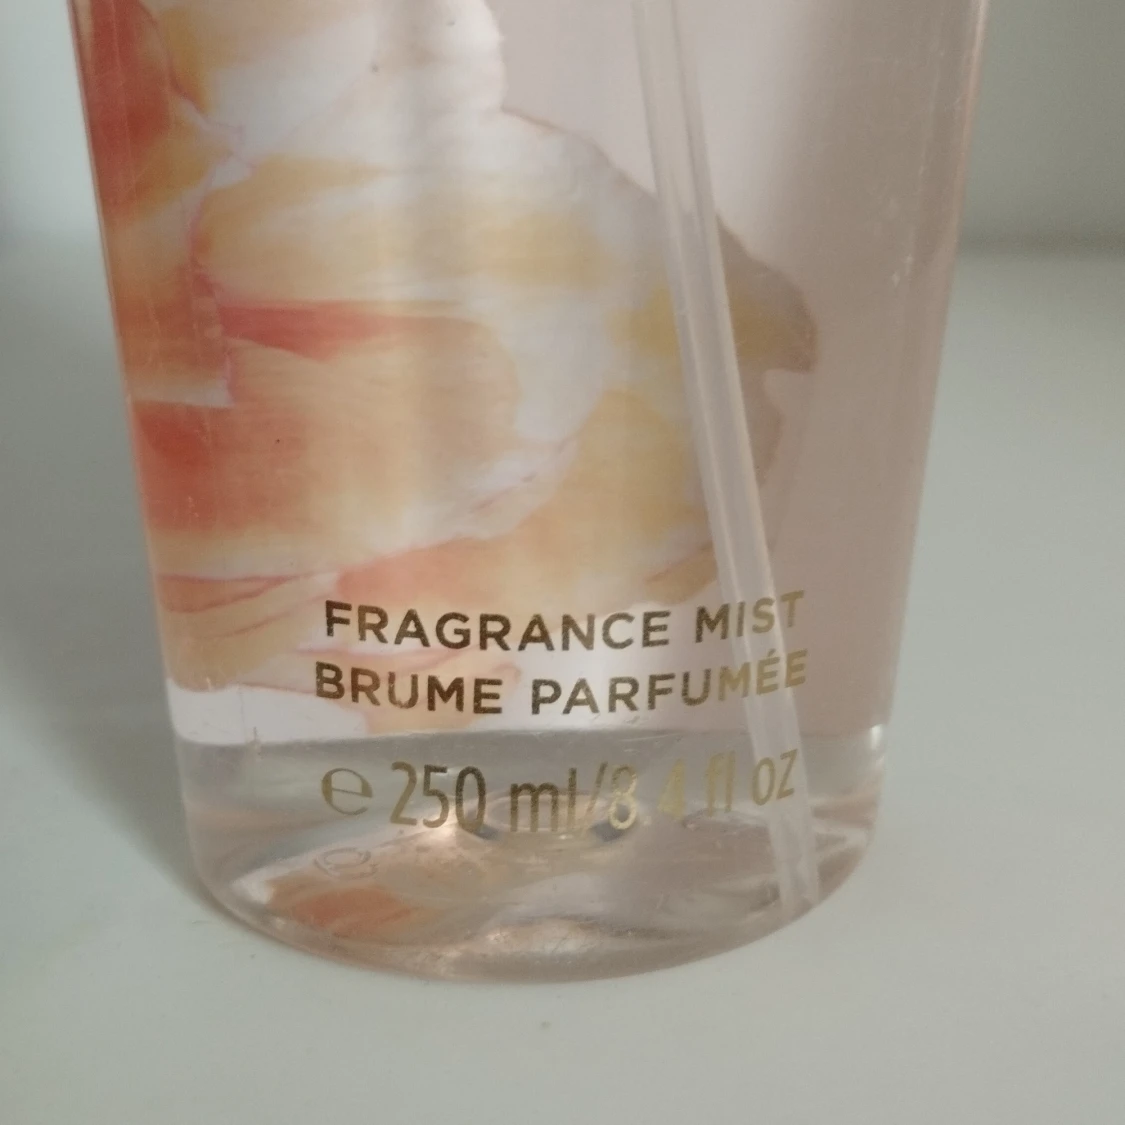 FRAGRANCE MIST
BRUME PARFUMÉE
℮ 250 ml/8.4 fl oz